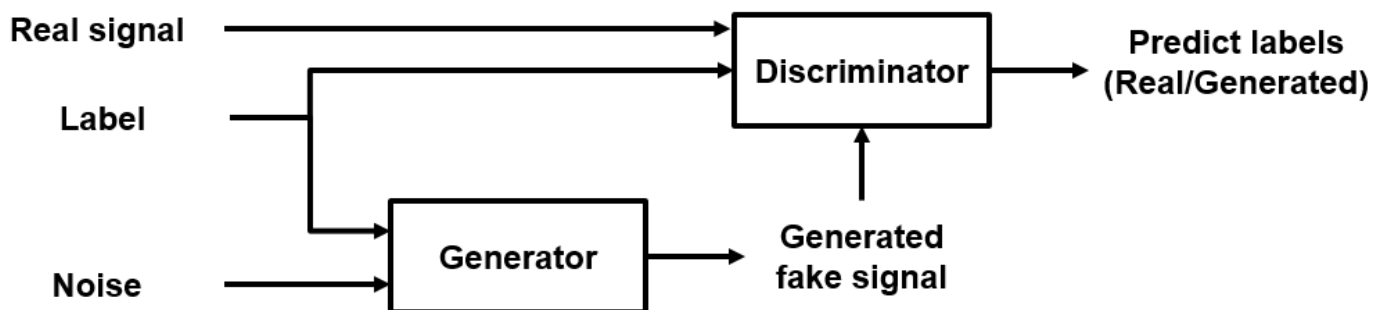 Real signal
Discriminator
Predict labels
(Real/Generated)
Label
Generator
Generated
fake signal
Noise